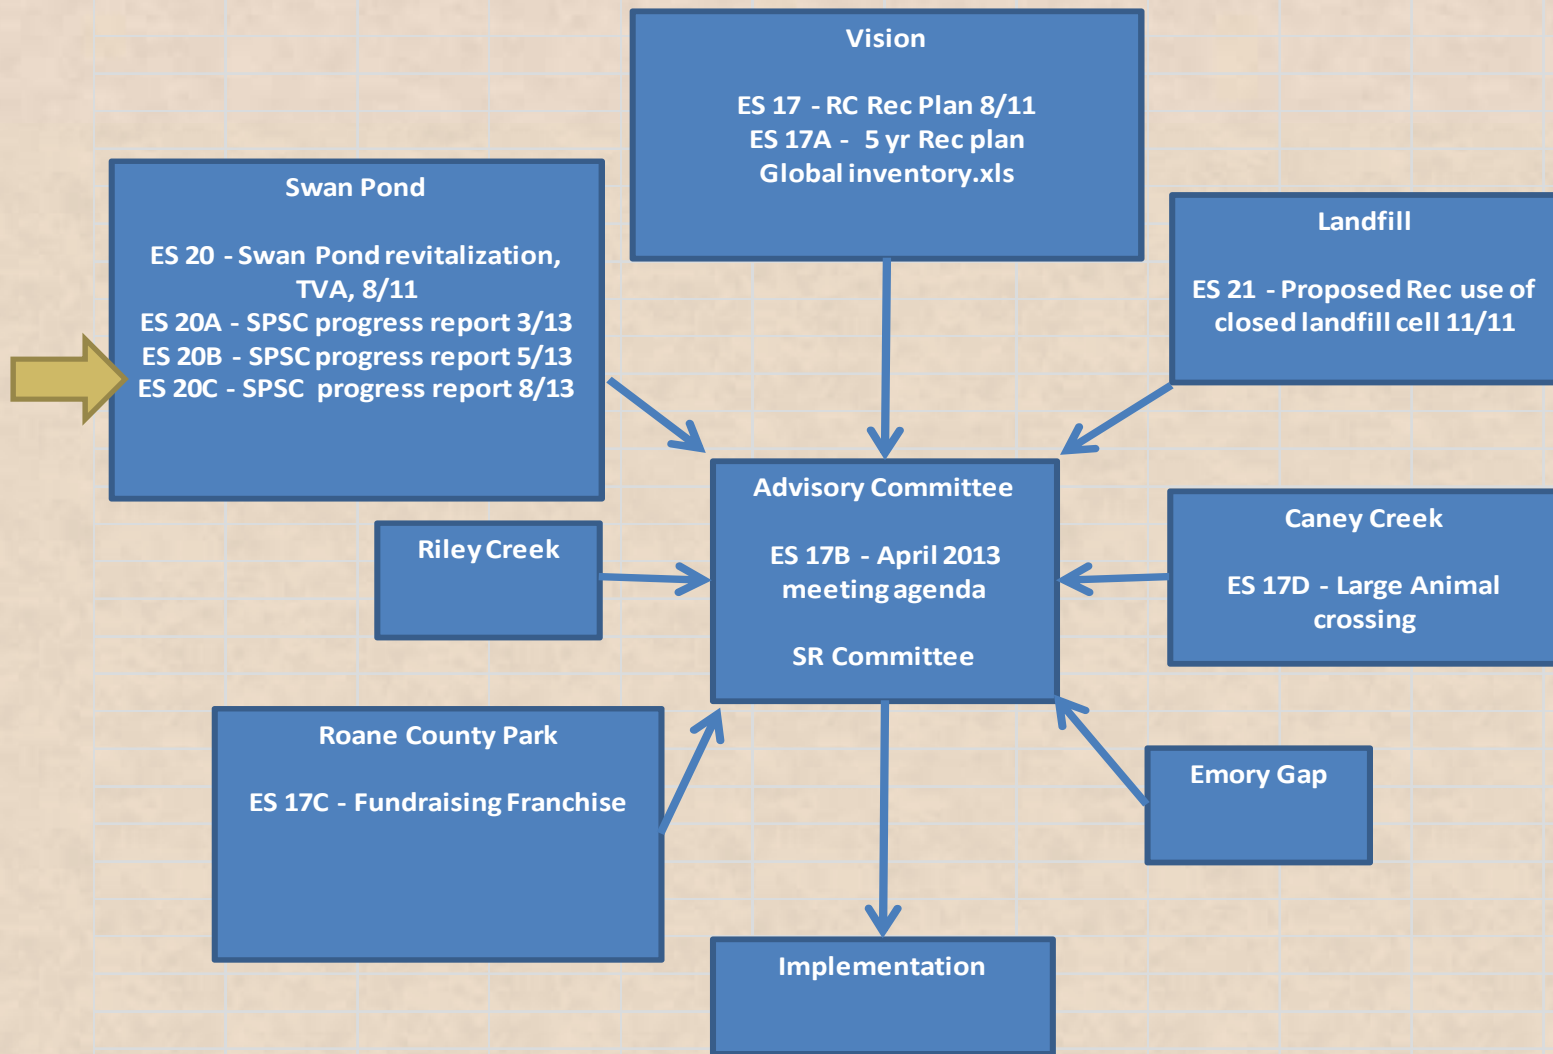 Vision
ES 17 - RC Rec Plan 8/11
ES 17A - 5 yr Rec plan
Global inventory.xls
Swan Pond
ES 20 - Swan Pond revitalization,
TVA, 8/11
ES 20A - SPSC progress report 3/13
ES 20B - SPSC progress report 5/13
ES 20C - SPSC progress report 8/13
Landfill
ES 21 - Proposed Rec use of
closed landfill cell 11/11
Advisory Committee
ES 17B - April 2013
meeting agenda
SR Committee
Riley Creek
Caney Creek
ES 17D - Large Animal
crossing
Roane County Park
ES 17C - Fundraising Franchise
Emory Gap
Implementation